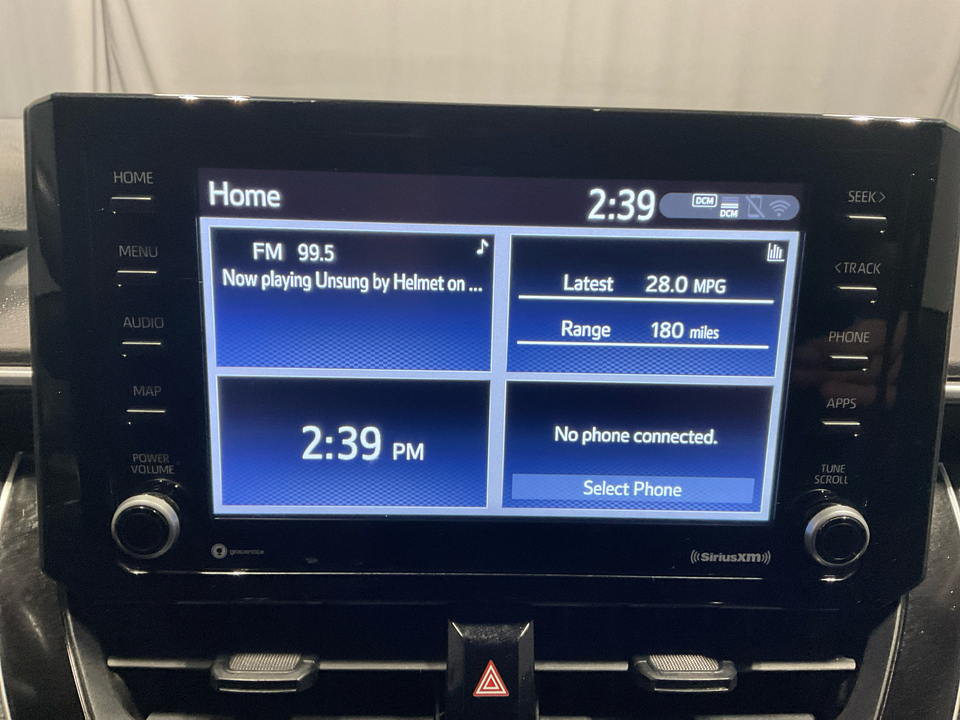 HOME
MENU
AUDIO
MAP
POWER
VOLUME
Home
2:39
DCM
DCM
FM 99.5
Now playing Unsung by Helmet on ...
Latest 28.0 MPG
Range 180 miles
2:39 PM
No phone connected.
Select Phone
SEEK>
<TRACK
PHONE
APPS
TUNE
SCROLL
gracenote
((SiriusXM))